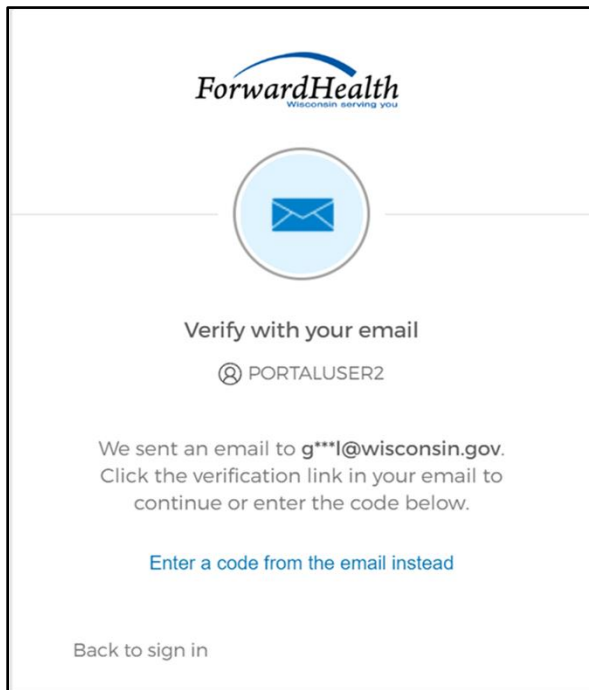 ForwardHealth
Wisconsin serving you
Verify with your email
PORTALUSER2
We sent an email to g***l@wisconsin.gov.
Click the verification link in your email to
continue or enter the code below.
Enter a code from the email instead
Back to sign in